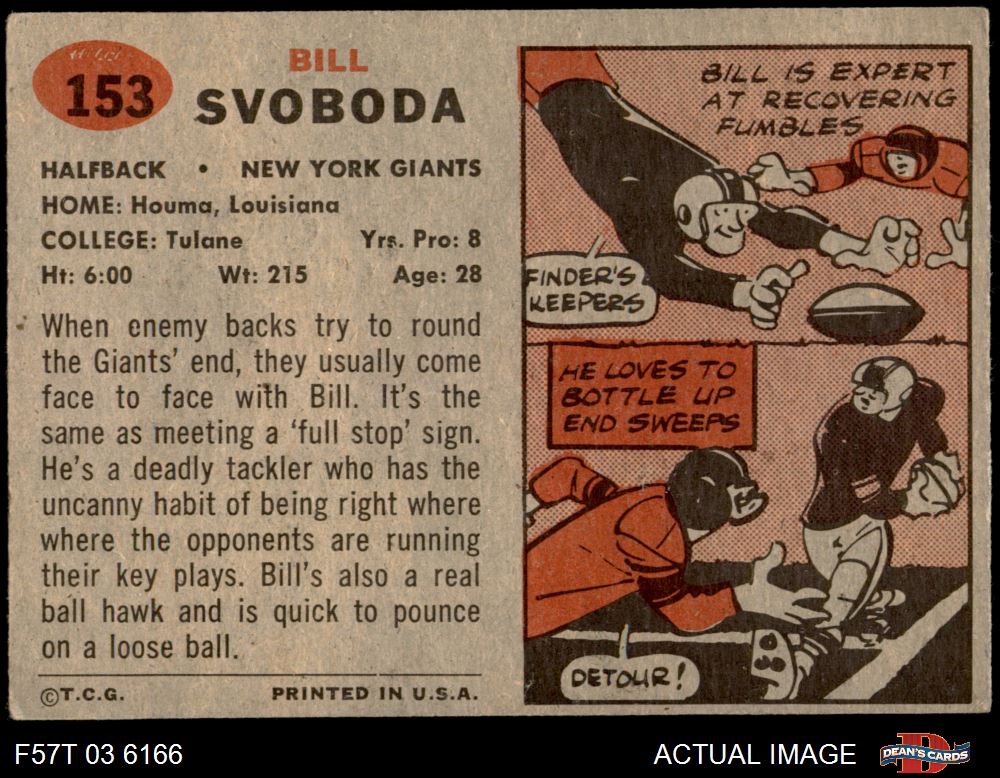 153
BILL
SVOBODA
HALFBACK • NEW YORK GIANTS
HOME: Houma, Louisiana
COLLEGE: Tulane Yrs. Pro: 8
Ht: 6:00 Wt: 215 Age: 28
When enemy backs try to round
the Giants' end, they usually come
face to face with Bill. It's the
same as meeting a 'full stop' sign.
He's a deadly tackler who has the
uncanny habit of being right where
where the opponents are running
their key plays. Bill's also a real
ball hawk and is quick to pounce
on a loose ball.
©T.C.G. PRINTED IN U.S.A.
BILL IS EXPERT
AT RECOVERING
FUMBLES
FINDER'S
KEEPERS
HE LOVES TO
BOTTLE UP
END SWEEPS
DETOUR!
F57T 03 6166 ACTUAL IMAGE
DEAN'S CARDS